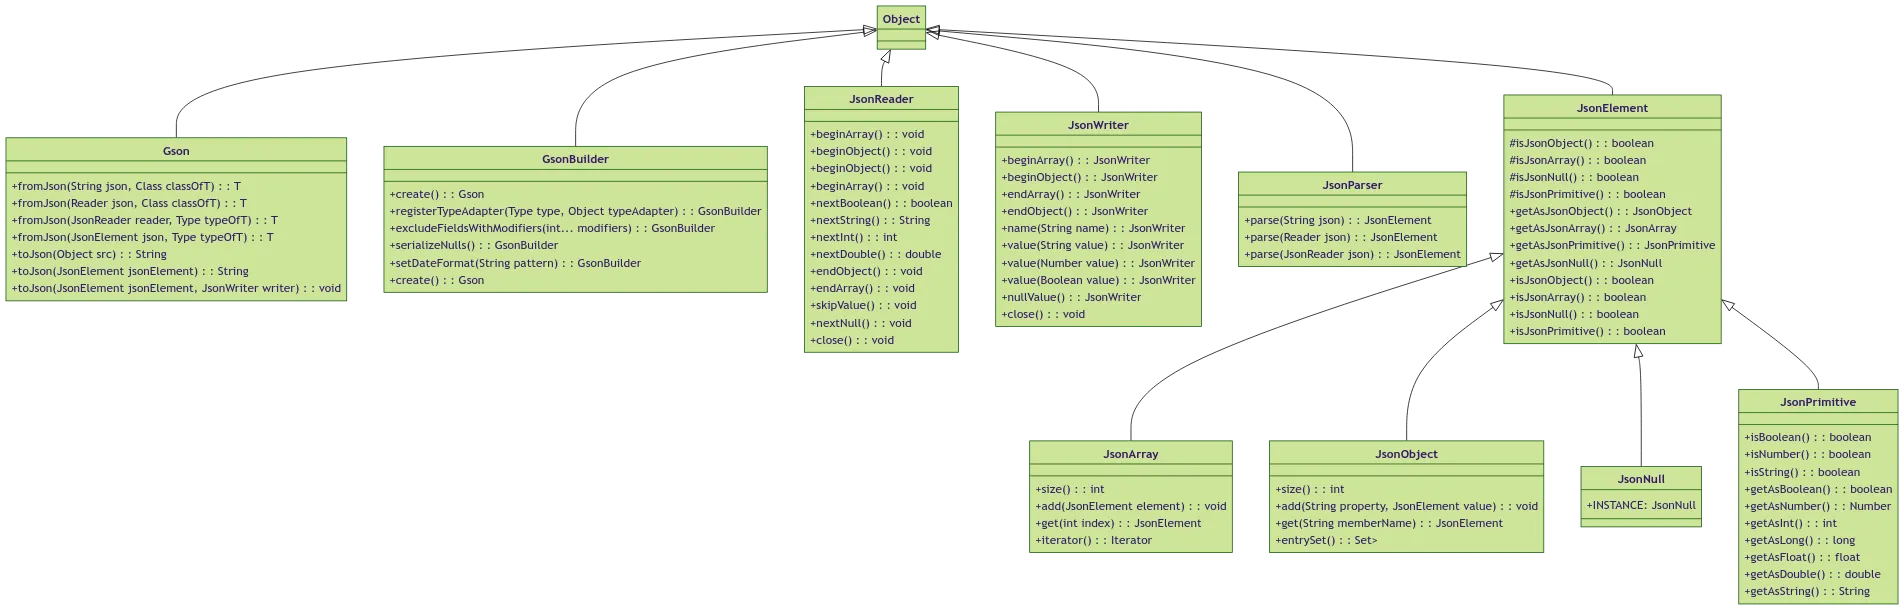 Object
Gson
+fromJson(String json, Class classOfT) : : T
+fromJson(Reader json, Class classOfT) : : T
+fromJson(JsonReader reader, Type typeOfT) : : T
+fromJson(JsonElement json, Type typeOfT) : : T
+toJson(Object src) : : String
+toJson(JsonElement jsonElement) : : String
+toJson(JsonElement jsonElement, JsonWriter writer) : : void
GsonBuilder
+create() : : Gson
+registerTypeAdapter(Type type, Object typeAdapter) : : GsonBuilder
+excludeFieldsWithModifiers(int... modifiers) : : GsonBuilder
+serializeNulls() : : GsonBuilder
+setDateFormat(String pattern) : : GsonBuilder
+create() : : Gson
JsonReader
+beginArray() : : void
+beginObject() : : void
+beginObject() : : void
+beginArray() : : void
+nextBoolean() : : boolean
+nextString() : : String
+nextInt() : : int
+nextDouble() : : double
+endObject() : : void
+endArray() : : void
+skipValue() : : void
+nextNull() : : void
+close() : : void
JsonWriter
+beginArray() : : JsonWriter
+beginObject() : : JsonWriter
+endArray() : : JsonWriter
+endObject() : : JsonWriter
+name(String name) : : JsonWriter
+value(String value) : : JsonWriter
+value(Number value) : : JsonWriter
+value(Boolean value) : : JsonWriter
+nullValue() : : JsonWriter
+close() : : void
JsonParser
+parse(String json) : : JsonElement
+parse(Reader json) : : JsonElement
+parse(JsonReader json) : : JsonElement
JsonElement
#isJsonObject() : : boolean
#isJsonArray() : : boolean
#isJsonNull() : : boolean
#isJsonPrimitive() : : boolean
+getAsJsonObject() : : JsonObject
+getAsJsonArray() : : JsonArray
+getAsJsonPrimitive() : : JsonPrimitive
+getAsJsonNull() : : JsonNull
+isJsonObject() : : boolean
+isJsonArray() : : boolean
+isJsonNull() : : boolean
+isJsonPrimitive() : : boolean
JsonArray
+size() : : int
+add(JsonElement element) : : void
+get(int index) : : JsonElement
+iterator() : : Iterator
JsonObject
+size() : : int
+add(String property, JsonElement value) : : void
+get(String memberName) : : JsonElement
+entrySet() : : Set>
JsonNull
+INSTANCE: JsonNull
JsonPrimitive
+isBoolean() : : boolean
+isNumber() : : boolean
+isString() : : boolean
+getAsBoolean() : : boolean
+getAsNumber() : : Number
+getAsInt() : : int
+getAsLong() : : long
+getAsFloat() : : float
+getAsDouble() : : double
+getAsString() : : String